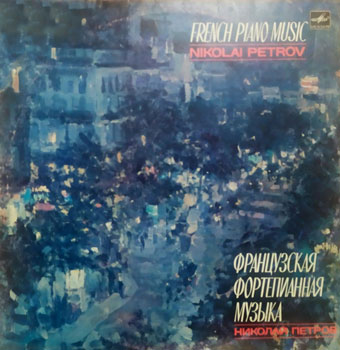 FRENCH PIANO MUSIC
NIKOLAI PETROV
ФРАНЦУЗСКАЯ
ФОРТЕПИАННАЯ
МУЗЫКА
НИКОЛАЙ ПЕТРОВ